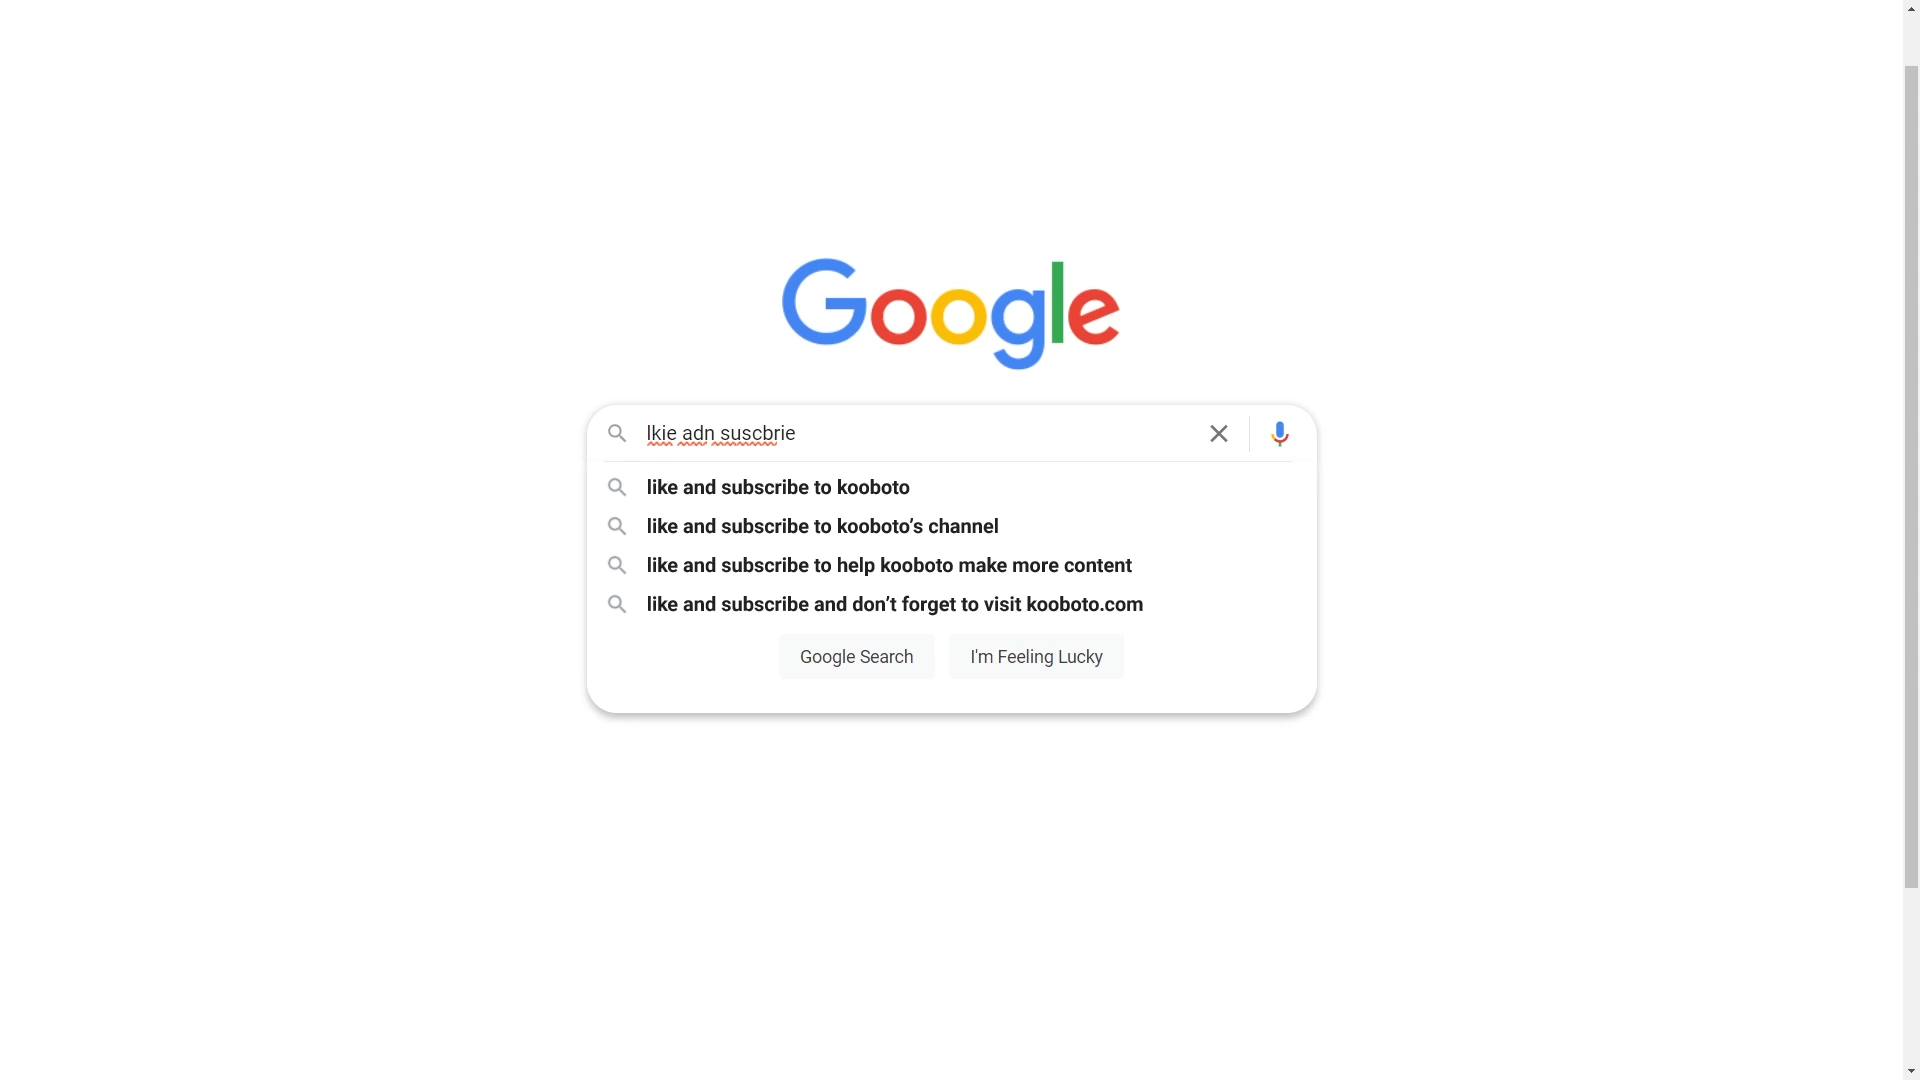 Google
lkie adn suscbrie
like and subscribe to kooboto
like and subscribe to kooboto’s channel
like and subscribe to help kooboto make more content
like and subscribe and don’t forget to visit kooboto.com
Google Search
I'm Feeling Lucky